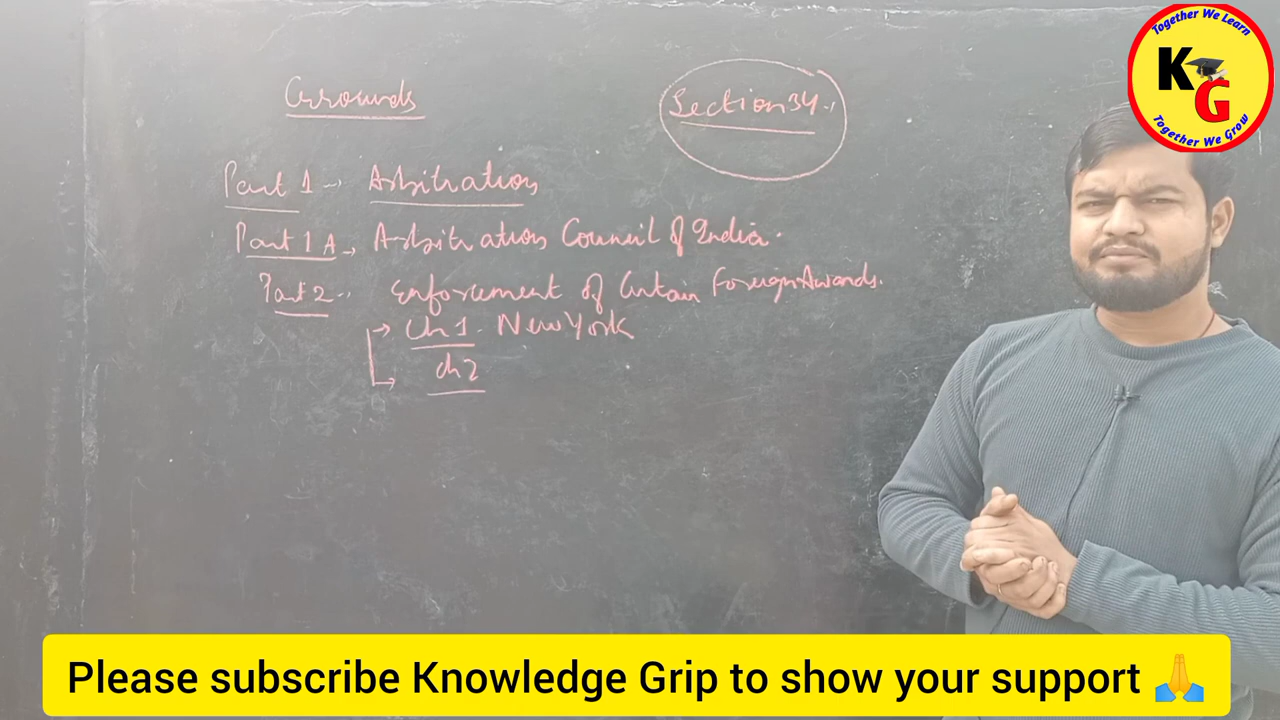 Together We Learn
KG
Together We Grow
Grounds
Section 34.
Part 1 → Arbitration
Part 1 A → Arbitration Council of India.
Part 2 .. Enforcement of Certain Foreign Awards.
→ Ch 1. New York
→ Ch 2
Please subscribe Knowledge Grip to show your support 🙏